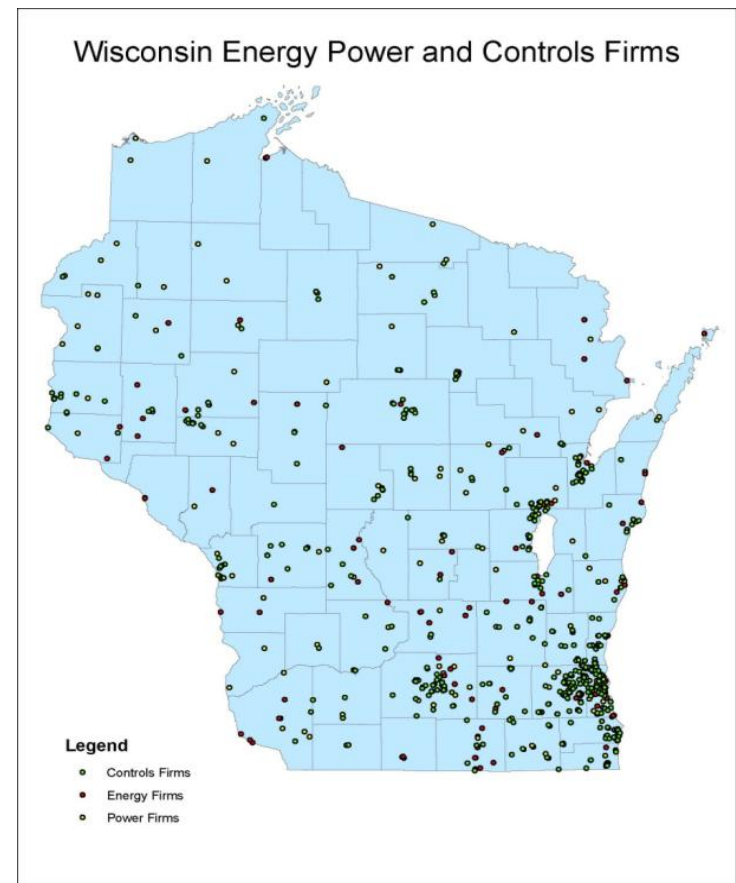 Wisconsin Energy Power and Controls Firms
Legend
Controls Firms
Energy Firms
Power Firms